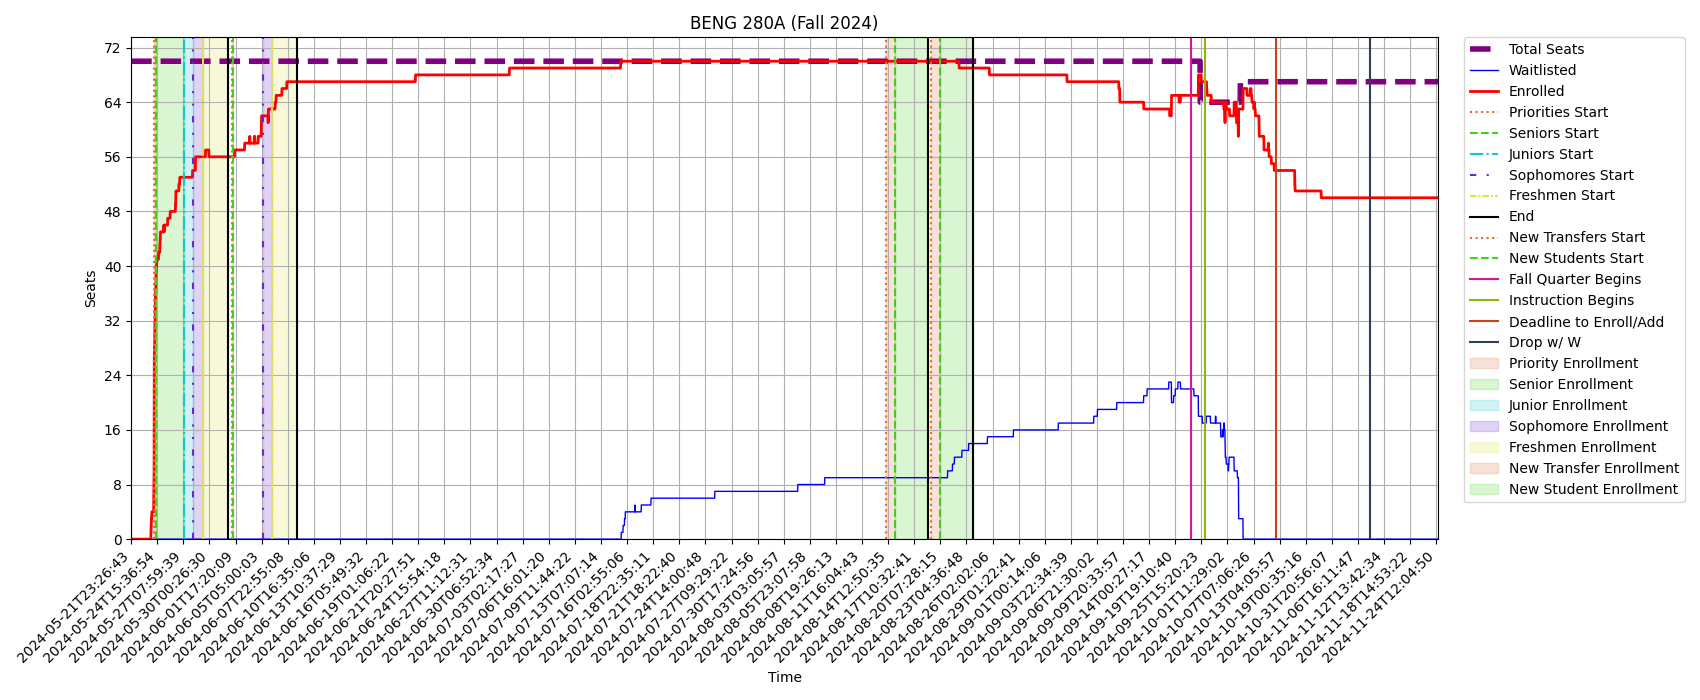 BENG 280A (Fall 2024)
Seats
72
64
56
48
40
32
24
16
8
0
2024-05-21T23:26:43
2024-05-24T15:36:54
2024-05-27T07:59:39
2024-05-30T00:26:30
2024-06-01T17:20:09
2024-06-05T05:00:03
2024-06-07T22:55:08
2024-06-10T16:35:06
2024-06-13T10:37:29
2024-06-16T05:49:32
2024-06-19T01:06:22
2024-06-21T20:27:51
2024-06-24T15:54:18
2024-06-27T11:12:31
2024-06-30T06:52:34
2024-07-03T02:17:27
2024-07-06T16:01:20
2024-07-09T11:44:22
2024-07-13T07:07:14
2024-07-16T02:55:06
2024-07-18T22:35:11
2024-07-21T18:22:40
2024-07-24T14:00:48
2024-07-27T09:29:22
2024-07-30T17:24:56
2024-08-03T03:05:57
2024-08-05T23:07:58
2024-08-08T19:26:13
2024-08-11T16:04:43
2024-08-14T12:50:35
2024-08-17T10:32:41
2024-08-20T07:28:15
2024-08-23T04:36:48
2024-08-26T02:02:06
2024-08-29T01:22:41
2024-09-01T00:14:06
2024-09-03T22:34:39
2024-09-06T21:30:02
2024-09-09T20:33:57
2024-09-14T00:27:17
2024-09-19T19:10:40
2024-09-25T15:20:23
2024-10-01T11:29:02
2024-10-07T07:06:26
2024-10-13T04:05:57
2024-10-19T00:35:16
2024-10-31T20:56:07
2024-11-06T16:11:47
2024-11-12T13:42:34
2024-11-18T14:53:22
2024-11-24T12:04:50
Time
Total Seats
Waitlisted
Enrolled
Priorities Start
Seniors Start
Juniors Start
Sophomores Start
Freshmen Start
End
New Transfers Start
New Students Start
Fall Quarter Begins
Instruction Begins
Deadline to Enroll/Add
Drop w/ W
Priority Enrollment
Senior Enrollment
Junior Enrollment
Sophomore Enrollment
Freshmen Enrollment
New Transfer Enrollment
New Student Enrollment